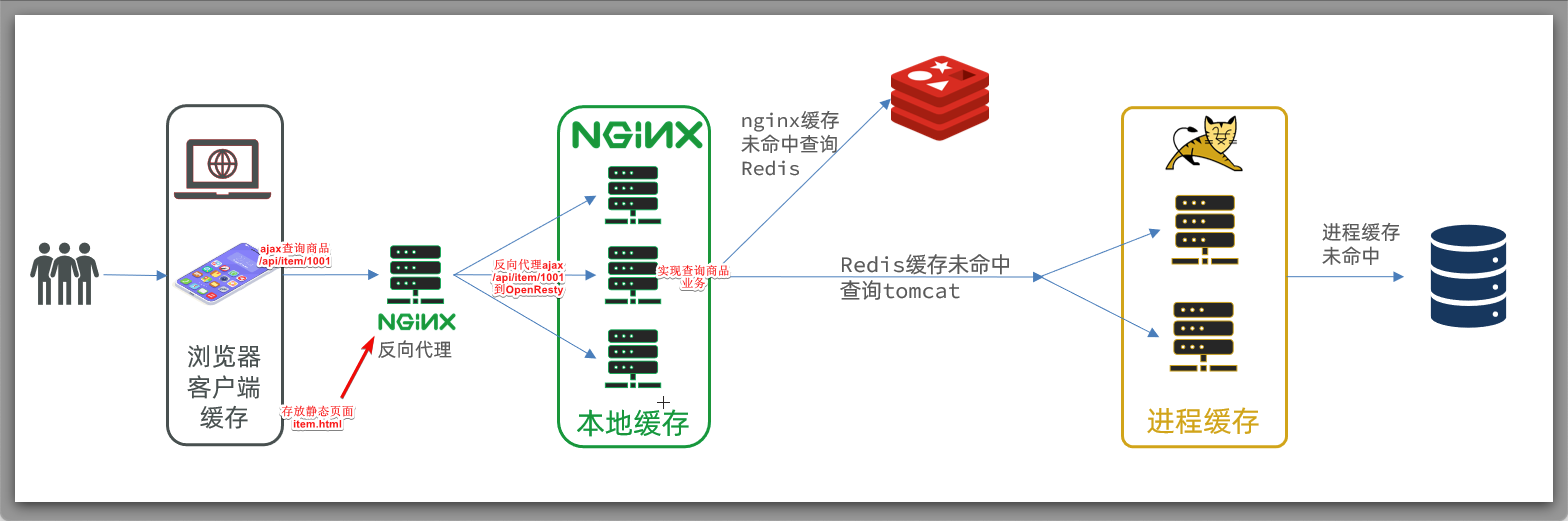 浏览器
客户端
缓存
ajax查询商品
/api/item/1001
NGiNX
反向代理
存放静态页面
item.html
反向代理ajax
/api/item/1001
到OpenResty
NGiNX
实现查询商品
业务
本地缓存
nginx缓存
未命中查询
Redis
Redis缓存未命中
查询tomcat
进程缓存
进程缓存
未命中